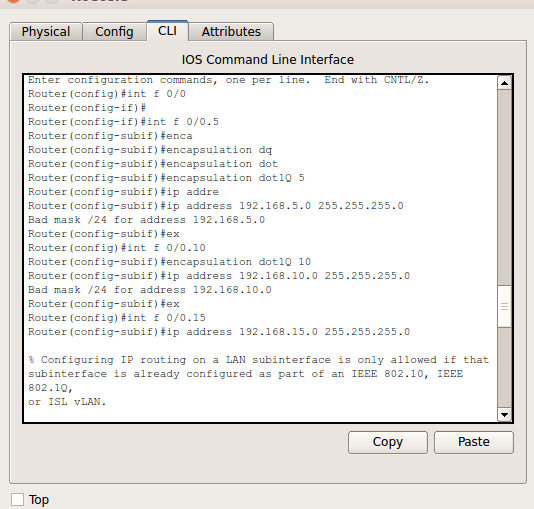 Physical Config CLI Attributes
IOS Command Line Interface
Enter configuration commands, one per line. End with CNTL/Z.
Router(config)#int f 0/0
Router(config-if)#
Router(config-if)#int f 0/0.5
Router(config-subif)#enca
Router(config-subif)#encapsulation dq
Router(config-subif)#encapsulation dot
Router(config-subif)#encapsulation dot1Q 5
Router(config-subif)#ip addre
Router(config-subif)#ip address 192.168.5.0 255.255.255.0
Bad mask /24 for address 192.168.5.0
Router(config-subif)#ex
Router(config)#int f 0/0.10
Router(config-subif)#encapsulation dot1Q 10
Router(config-subif)#ip address 192.168.10.0 255.255.255.0
Bad mask /24 for address 192.168.10.0
Router(config-subif)#ex
Router(config)#int f 0/0.15
Router(config-subif)#ip address 192.168.15.0 255.255.255.0
% Configuring IP routing on a LAN subinterface is only allowed if that
subinterface is already configured as part of an IEEE 802.10, IEEE
802.1Q,
or ISL vLAN.
Copy Paste
Top